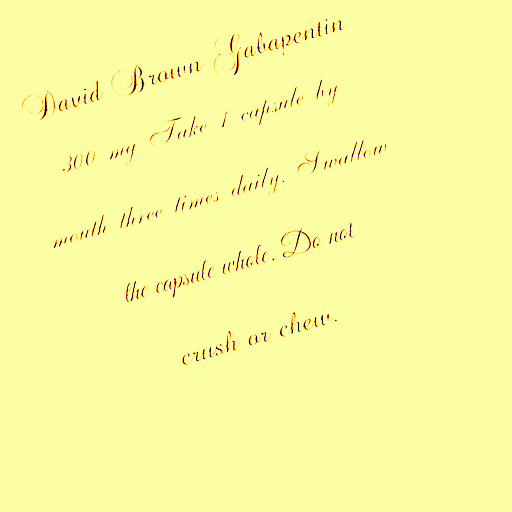 David Brown Gabapentin
300 mg Take 1 capsule by
mouth three times daily. Swallow
the capsule whole. Do not
crush or chew.